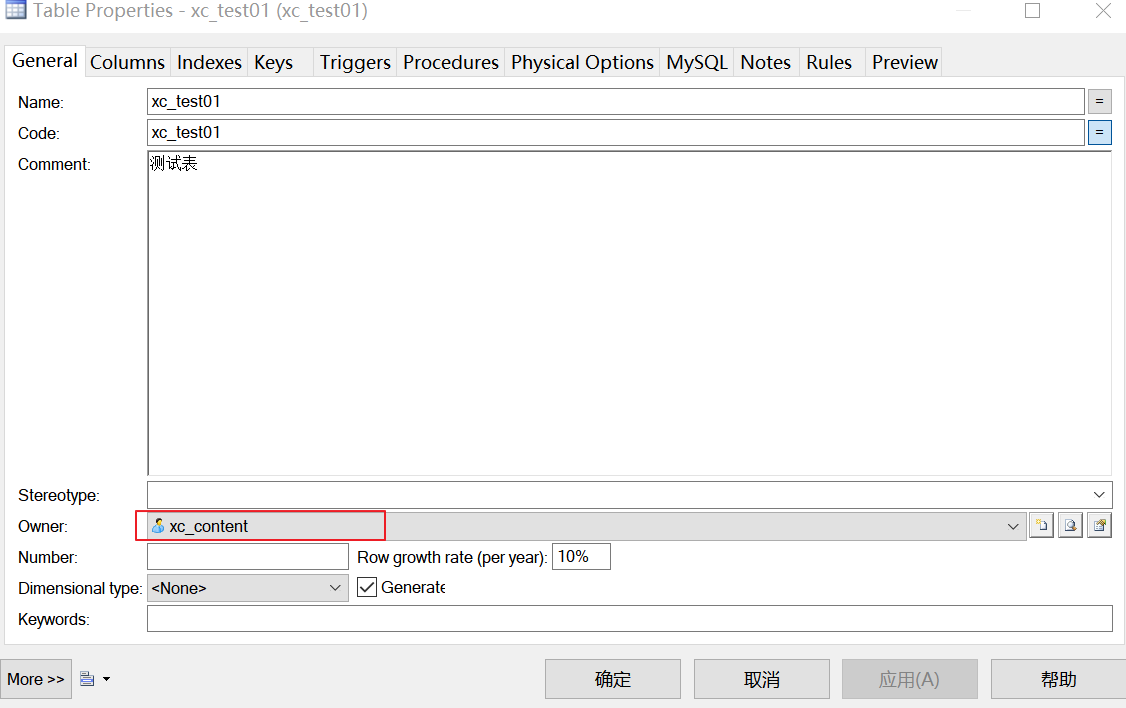 Table Properties - xc_test01 (xc_test01)
General Columns Indexes Keys Triggers Procedures Physical Options MySQL Notes Rules Preview
Name: xc_test01 =
Code: xc_test01 =
Comment: 测试表
Stereotype:
Owner: xc_content
Number: Row growth rate (per year): 10%
Dimensional type: <None> Generate
Keywords:
More >> 确定 取消 应用(A) 帮助